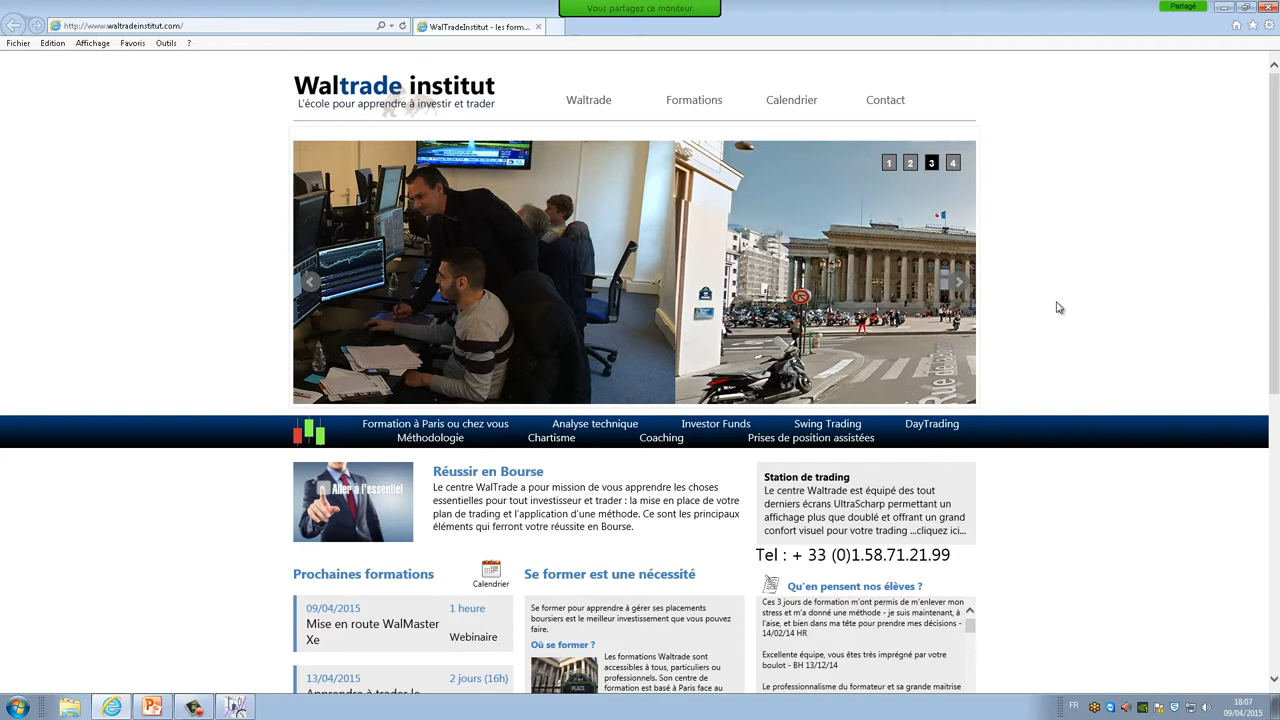 Vous partagez ce moniteur.
Partagé
http://www.waltradeinstitut.com/
WalTradeInstitut - les form...
Fichier Edition Affichage Favoris Outils ?
Waltrade institut
L'école pour apprendre à investir et trader
Waltrade Formations Calendrier Contact
1 2 3 4
Rue de la
Formation à Paris ou chez vous Analyse technique Investor Funds Swing Trading DayTrading
Méthodologie Chartisme Coaching Prises de position assistées
Aller à l'essentiel
Réussir en Bourse
Le centre WalTrade a pour mission de vous apprendre les choses
essentielles pour tout investisseur et trader : la mise en place de votre
plan de trading et l'application d'une méthode. Ce sont les principaux
éléments qui ferront votre réussite en Bourse.
Station de trading
Le centre Waltrade est équipé des tout
derniers écrans UltraScharp permettant un
affichage plus que doublé et offrant un grand
confort visuel pour votre trading ...cliquez ici...
Tel : + 33 (0)1.58.71.21.99
Prochaines formations
Calendrier
09/04/2015 1 heure
Mise en route WalMaster
Xe
Webinaire
13/04/2015 2 jours (16h)
Apprendre à trader le
Se former est une nécessité
Se former pour apprendre à gérer ses placements
boursiers est le meilleur investissement que vous pouvez
faire.
Où se former ?
Les formations Waltrade sont
accessibles à tous, particuliers ou
professionnels. Son centre de
formation est basé à Paris face au
PLACE
Qu'en pensent nos élèves ?
Ces 3 jours de formation m'ont permis de m'enlever mon
stress et m'a donné une méthode - je suis maintenant, à
l'aise, et bien dans ma tête pour prendre mes décisions -
14/02/14 HR
Excellente équipe, vous êtes très imprégné par votre
boulot - BH 13/12/14
Le professionnalisme du formateur et sa grande maitrise
FR
18:07
09/04/2015